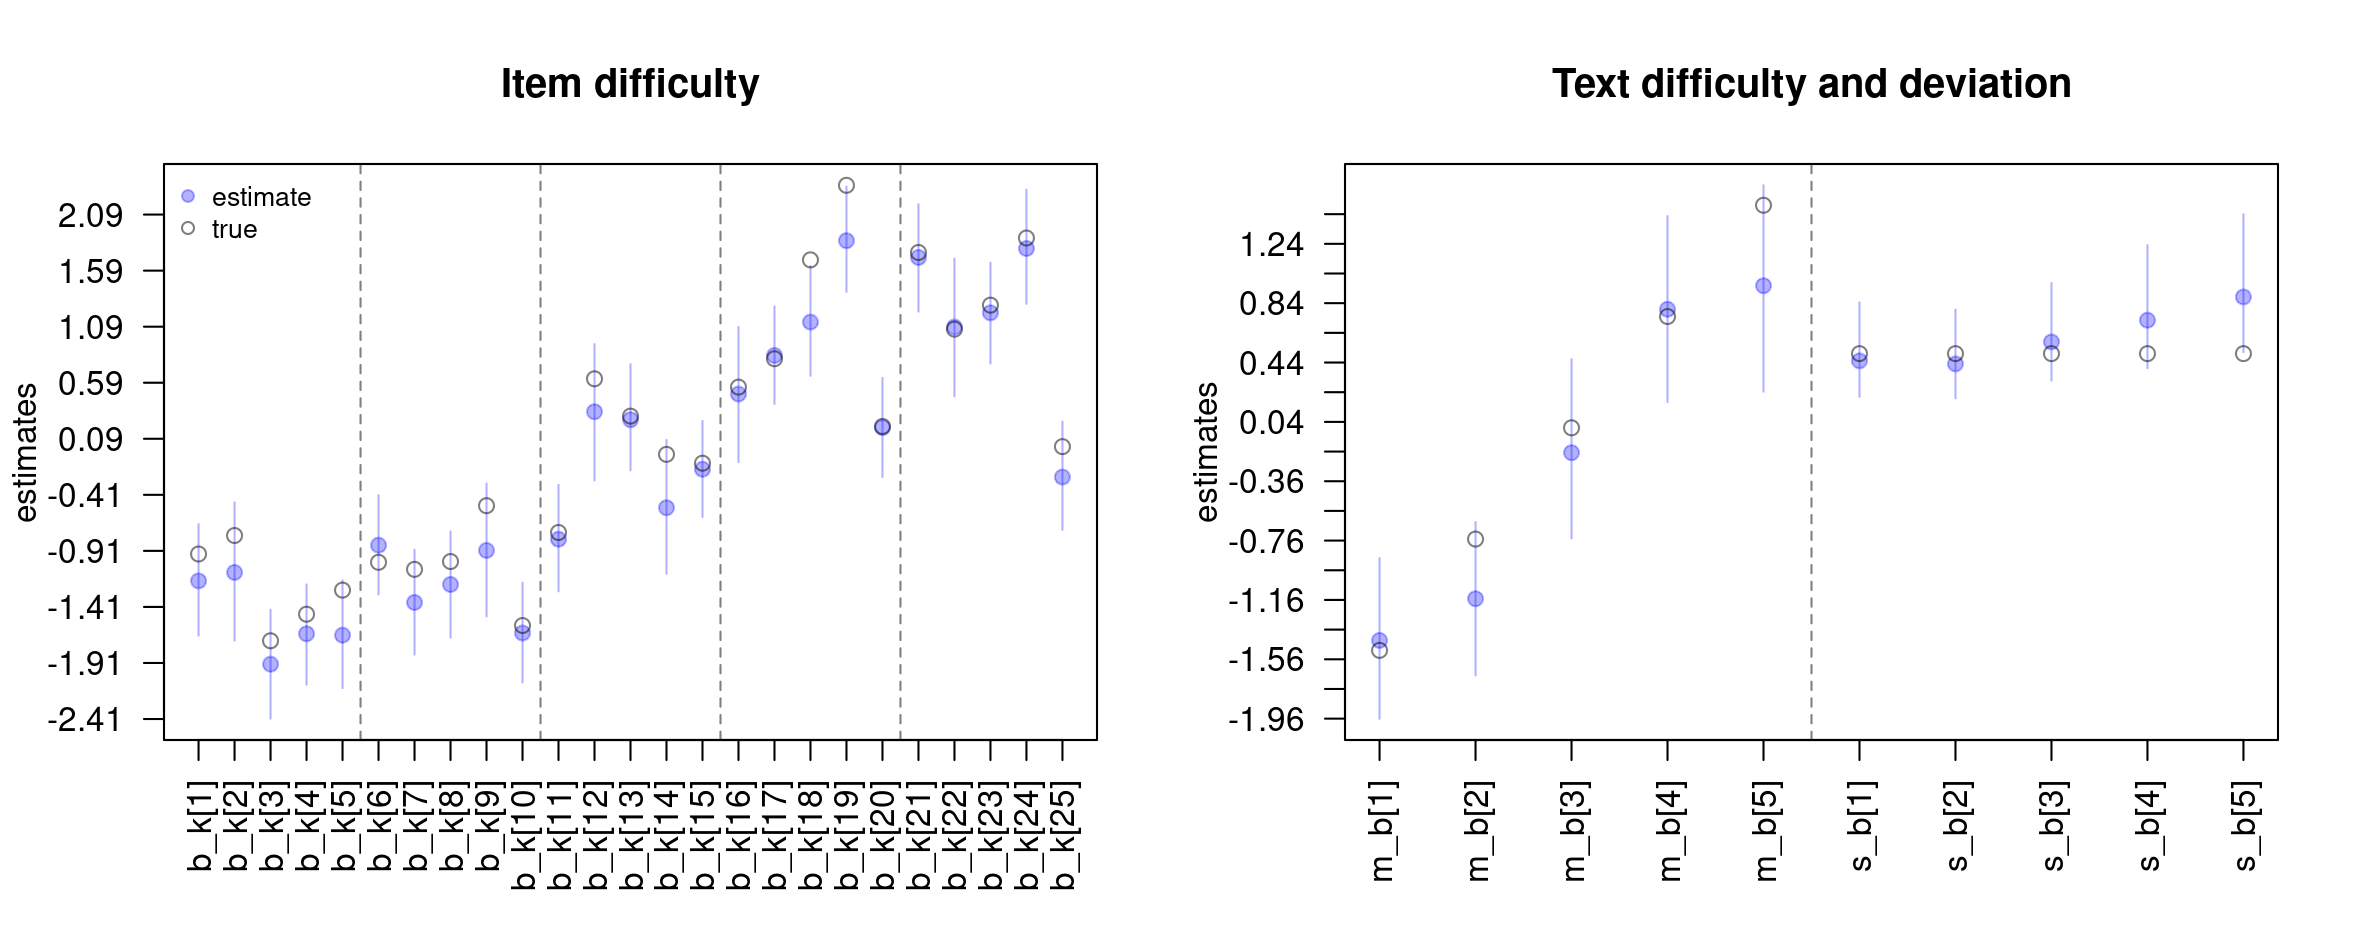 Item difficulty
estimate
true
estimates
2.09
1.59
1.09
0.59
0.09
-0.41
-0.91
-1.41
-1.91
-2.41
b_k[1]
b_k[2]
b_k[3]
b_k[4]
b_k[5]
b_k[6]
b_k[7]
b_k[8]
b_k[9]
b_k[10]
b_k[11]
b_k[12]
b_k[13]
b_k[14]
b_k[15]
b_k[16]
b_k[17]
b_k[18]
b_k[19]
b_k[20]
b_k[21]
b_k[22]
b_k[23]
b_k[24]
b_k[25]
Text difficulty and deviation
estimates
1.24
0.84
0.44
0.04
-0.36
-0.76
-1.16
-1.56
-1.96
m_b[1]
m_b[2]
m_b[3]
m_b[4]
m_b[5]
s_b[1]
s_b[2]
s_b[3]
s_b[4]
s_b[5]